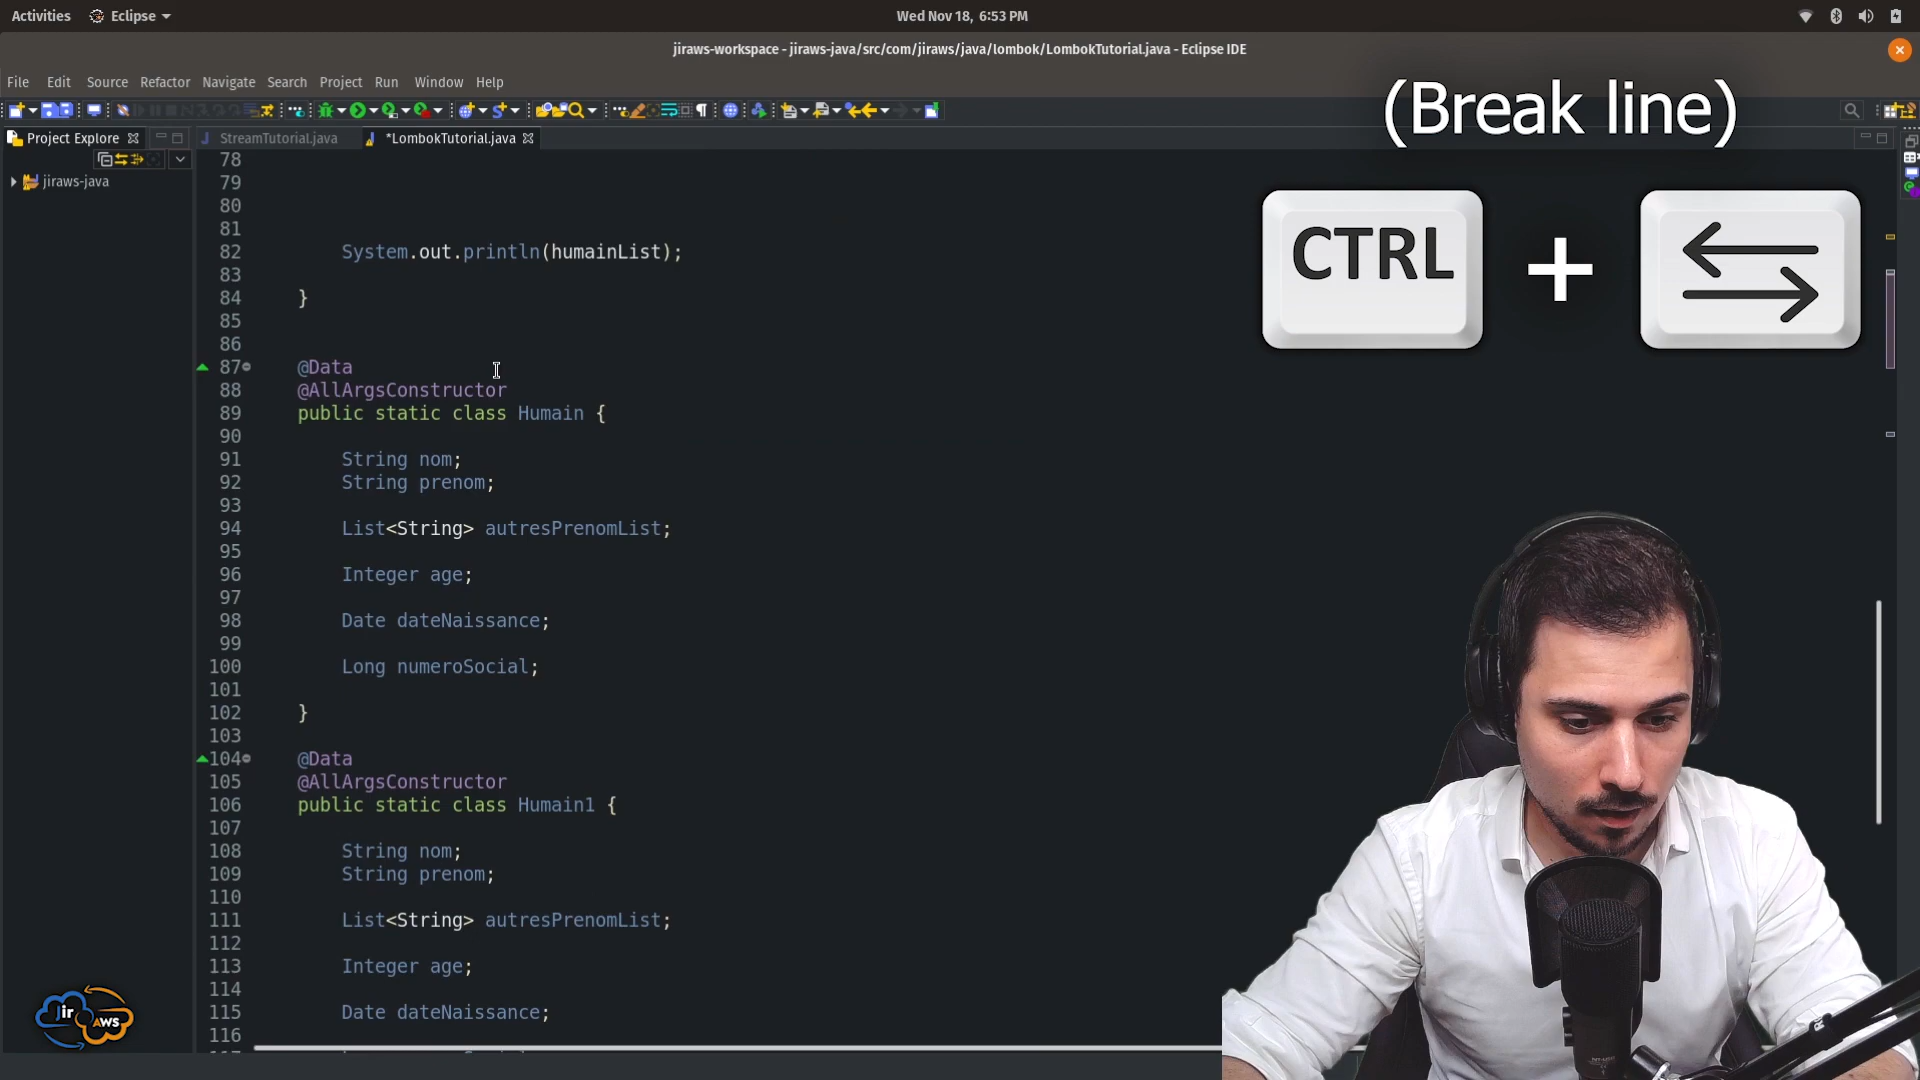 Activities
Eclipse
Wed Nov 18, 6:53 PM
jiraws-workspace - jiraws-java/src/com/jiraws/java/lombok/LombokTutorial.java - Eclipse IDE
File Edit Source Refactor Navigate Search Project Run Window Help
(Break line)
CTRL +
Project Explore
StreamTutorial.java
*LombokTutorial.java
jiraws-java
78
79
80
81
82 System.out.println(humainList);
83
84 }
85
86
87 @Data
88 @AllArgsConstructor
89 public static class Humain {
90
91 String nom;
92 String prenom;
93
94 List<String> autresPrenomList;
95
96 Integer age;
97
98 Date dateNaissance;
99
100 Long numeroSocial;
101
102 }
103
104 @Data
105 @AllArgsConstructor
106 public static class Humain1 {
107
108 String nom;
109 String prenom;
110
111 List<String> autresPrenomList;
112
113 Integer age;
114
115 Date dateNaissance;
116
Jir AWS